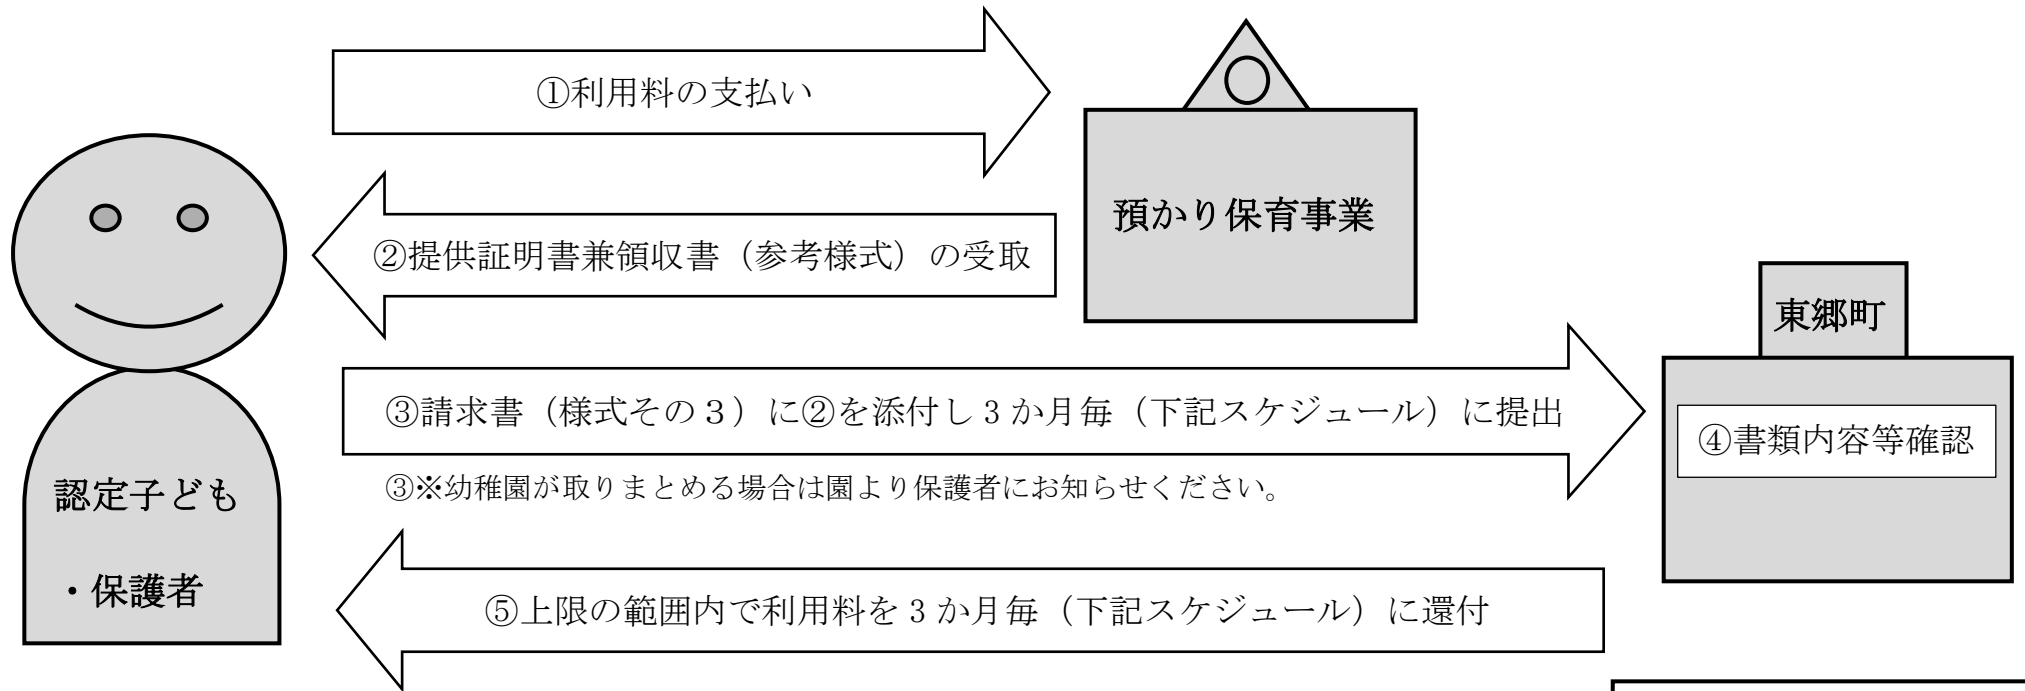 ①利用料の支払い
預かり保育事業
②提供証明書兼領収書（参考様式）の受取
東郷町
③請求書（様式その３）に②を添付し 3 か月毎（下記スケジュール）に提出
④書類内容等確認
③※幼稚園が取りまとめる場合は園より保護者にお知らせください。
認定子ども
・保護者
⑤上限の範囲内で利用料を 3 か月毎（下記スケジュール）に還付